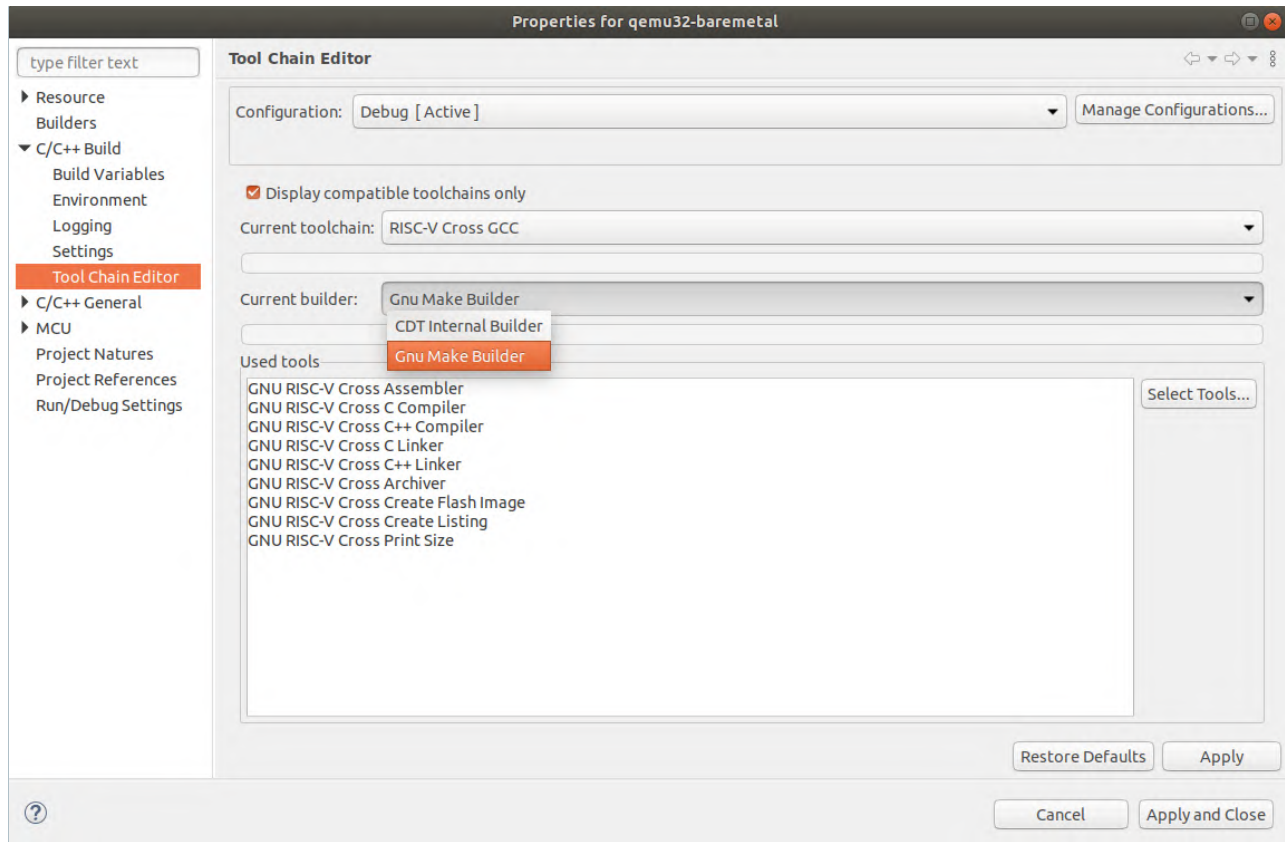 Properties for qemu32-baremetal
type filter text
Resource
Builders
C/C++ Build
Build Variables
Environment
Logging
Settings
Tool Chain Editor
C/C++ General
MCU
Project Natures
Project References
Run/Debug Settings
Tool Chain Editor
Configuration: Debug [ Active ] Manage Configurations...
Display compatible toolchains only
Current toolchain: RISC-V Cross GCC
Current builder: Gnu Make Builder
CDT Internal Builder
Gnu Make Builder
Used tools
GNU RISC-V Cross Assembler
GNU RISC-V Cross C Compiler
GNU RISC-V Cross C++ Compiler
GNU RISC-V Cross C Linker
GNU RISC-V Cross C++ Linker
GNU RISC-V Cross Archiver
GNU RISC-V Cross Create Flash Image
GNU RISC-V Cross Create Listing
GNU RISC-V Cross Print Size
Select Tools...
Restore Defaults Apply
? Cancel Apply and Close